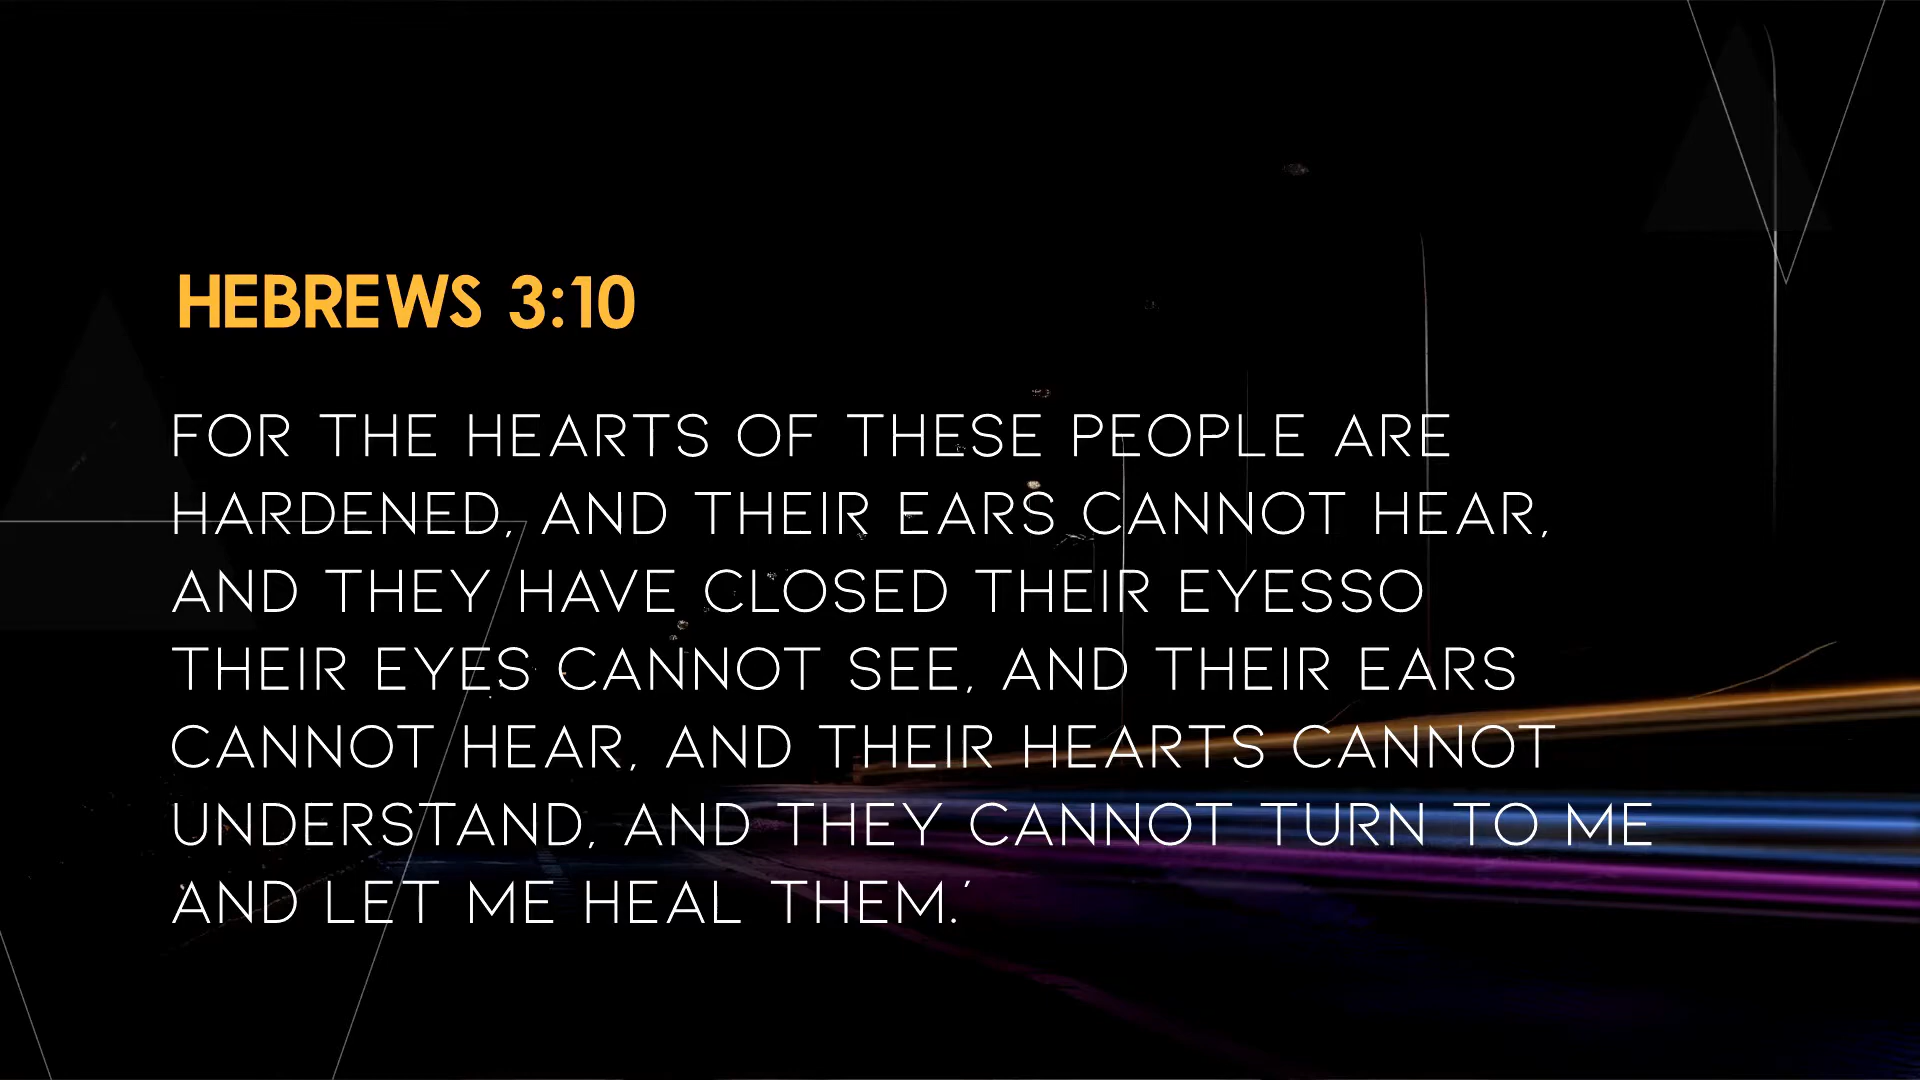 HEBREWS 3:10
FOR THE HEARTS OF THESE PEOPLE ARE
HARDENED, AND THEIR EARS CANNOT HEAR,
AND THEY HAVE CLOSED THEIR EYESSO
THEIR EYES CANNOT SEE, AND THEIR EARS
CANNOT HEAR, AND THEIR HEARTS CANNOT
UNDERSTAND, AND THEY CANNOT TURN TO ME
AND LET ME HEAL THEM.’